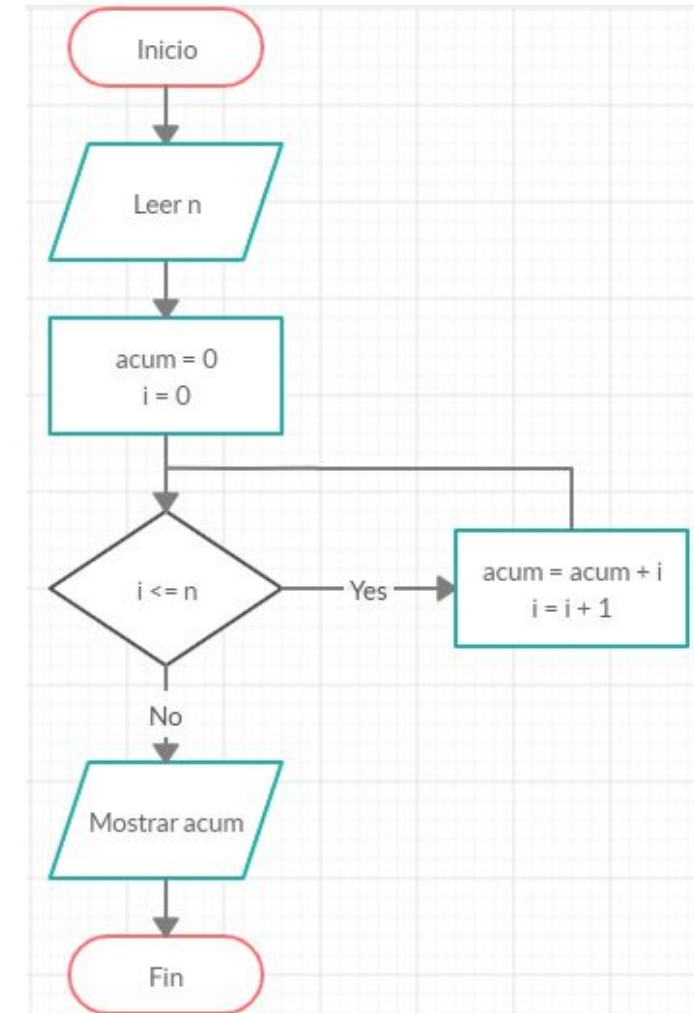 Inicio
Leer n
acum = 0
i = 0
i <= n
Yes
acum = acum + i
i = i + 1
No
Mostrar acum
Fin